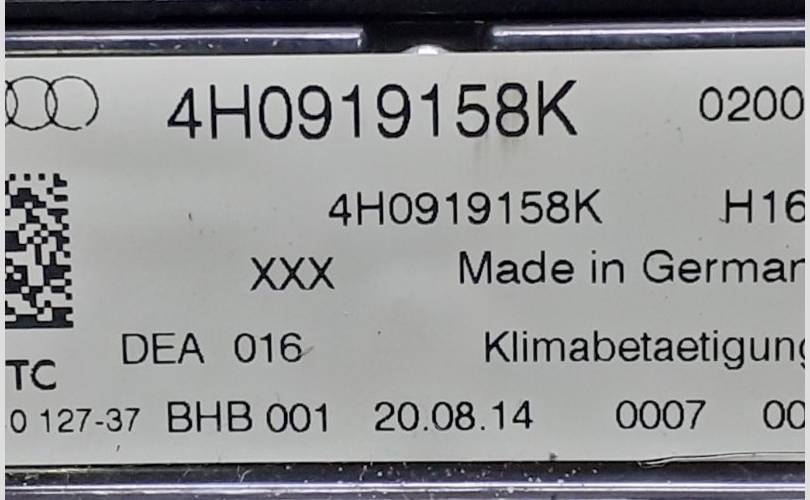 4H0919158K 0200
4H0919158K H16
XXX Made in German
DEA 016 Klimabetaetigung
TC
0 127-37 BHB 001 20.08.14 0007 00